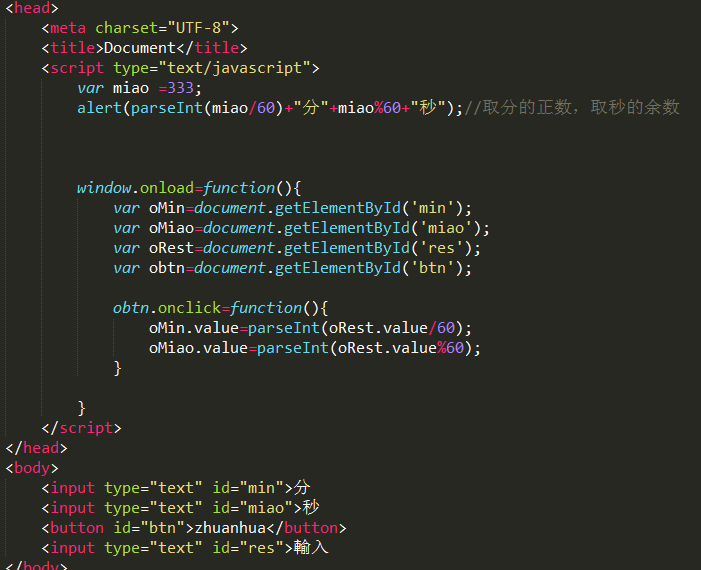 <head>
<meta charset="UTF-8">
<title>Document</title>
<script type="text/javascript">
var miao =333;
alert(parseInt(miao/60)+"分"+miao%60+"秒");//取分的正数，取秒的余数
window.onload=function(){
var oMin=document.getElementById('min');
var oMiao=document.getElementById('miao');
var oRest=document.getElementById('res');
var obtn=document.getElementById('btn');
obtn.onclick=function(){
oMin.value=parseInt(oRest.value/60);
oMiao.value=parseInt(oRest.value%60);
}
}
</script>
</head>
<body>
<input type="text" id="min">分
<input type="text" id="miao">秒
<button id="btn">zhuanhua</button>
<input type="text" id="res">輸入
</body>